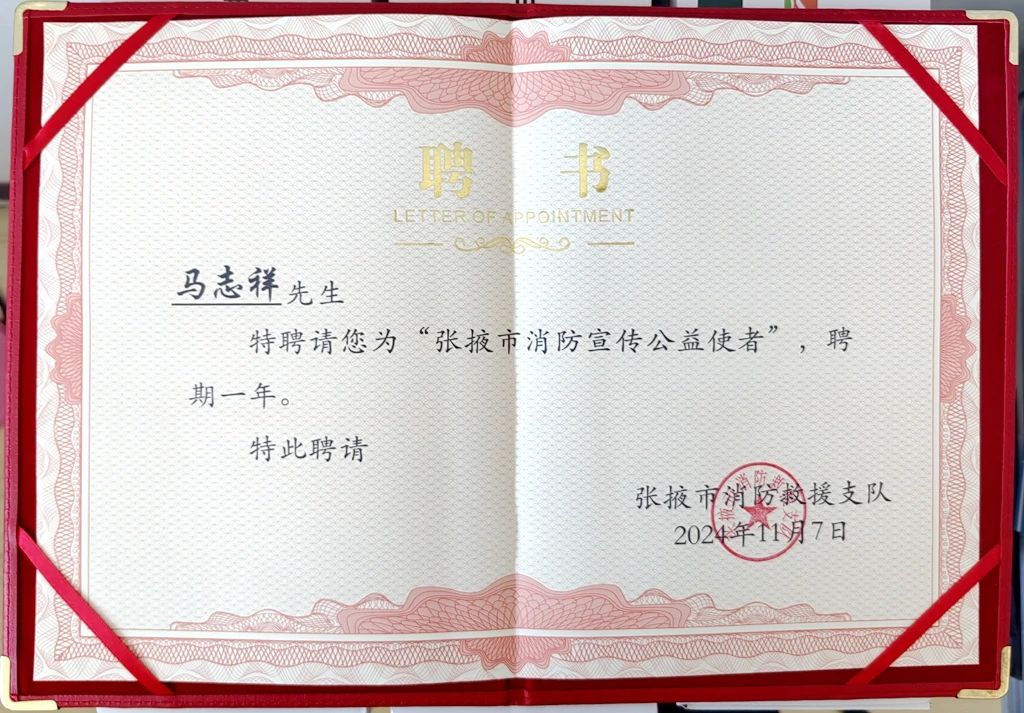 聘 书
LETTER OF APPOINTMENT
马志祥先生
特聘请您为“张掖市消防宣传公益使者”，聘
期一年。
特此聘请
张掖市消防救援支队
2024年11月7日